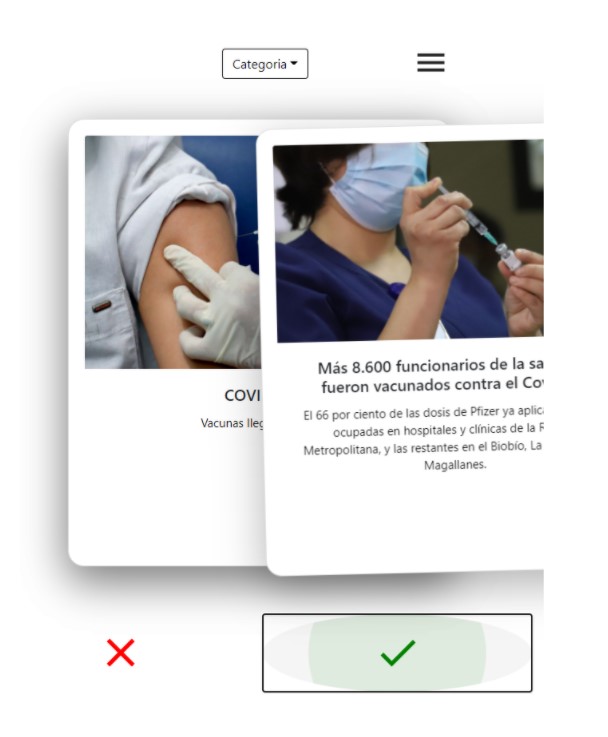 Categoria
COVI
Vacunas lleg
Más 8.600 funcionarios de la sa
fueron vacunados contra el Cov
El 66 por ciento de las dosis de Pfizer ya aplica
ocupadas en hospitales y clínicas de la R
Metropolitana, y las restantes en el Biobío, La
Magallanes.